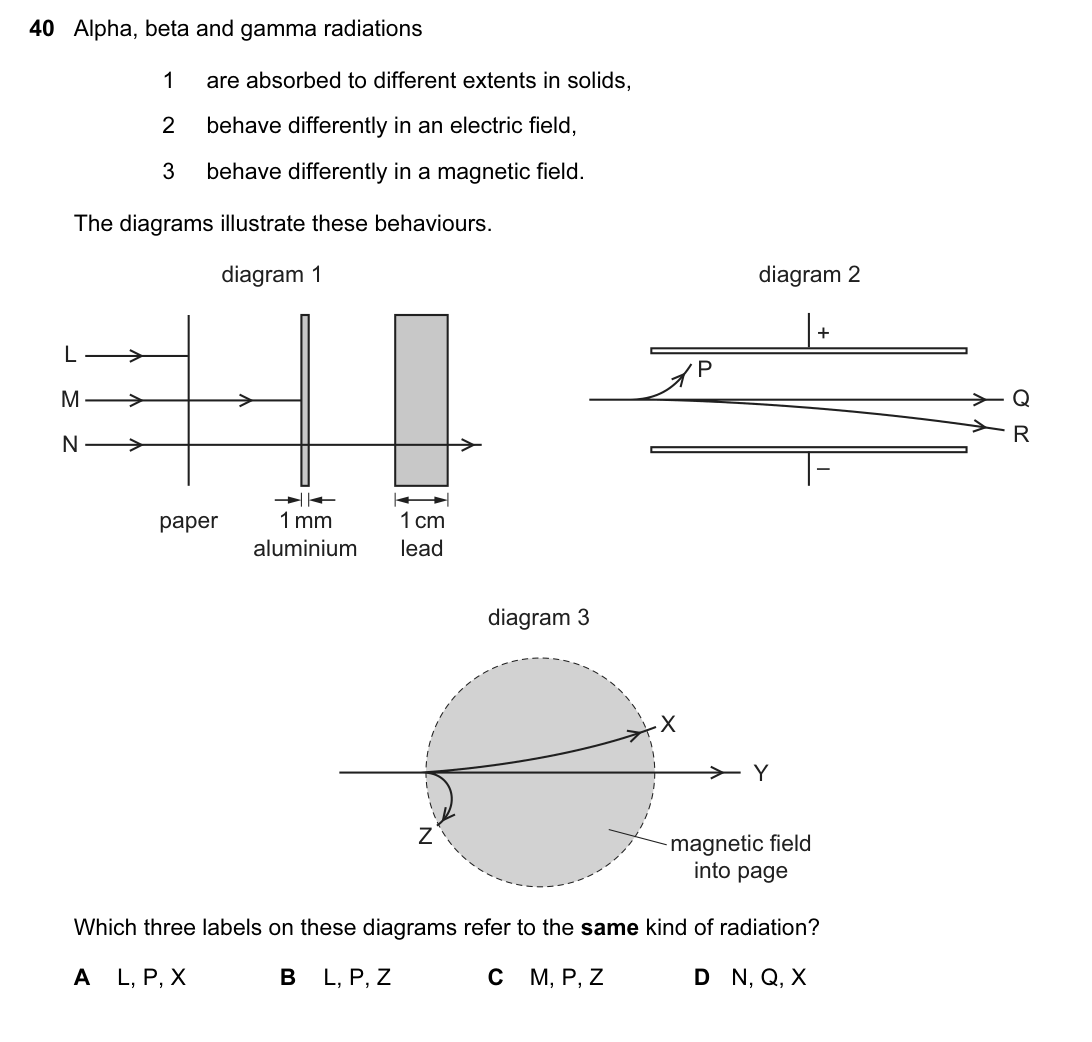 40 Alpha, beta and gamma radiations
1 are absorbed to different extents in solids,
2 behave differently in an electric field,
3 behave differently in a magnetic field.
The diagrams illustrate these behaviours.
diagram 1
L
M
N
paper
1 mm
aluminium
1 cm
lead
diagram 2
+
P
Q
R
–
diagram 3
X
Y
Z
magnetic field
into page
Which three labels on these diagrams refer to the same kind of radiation?
A L, P, X B L, P, Z C M, P, Z D N, Q, X